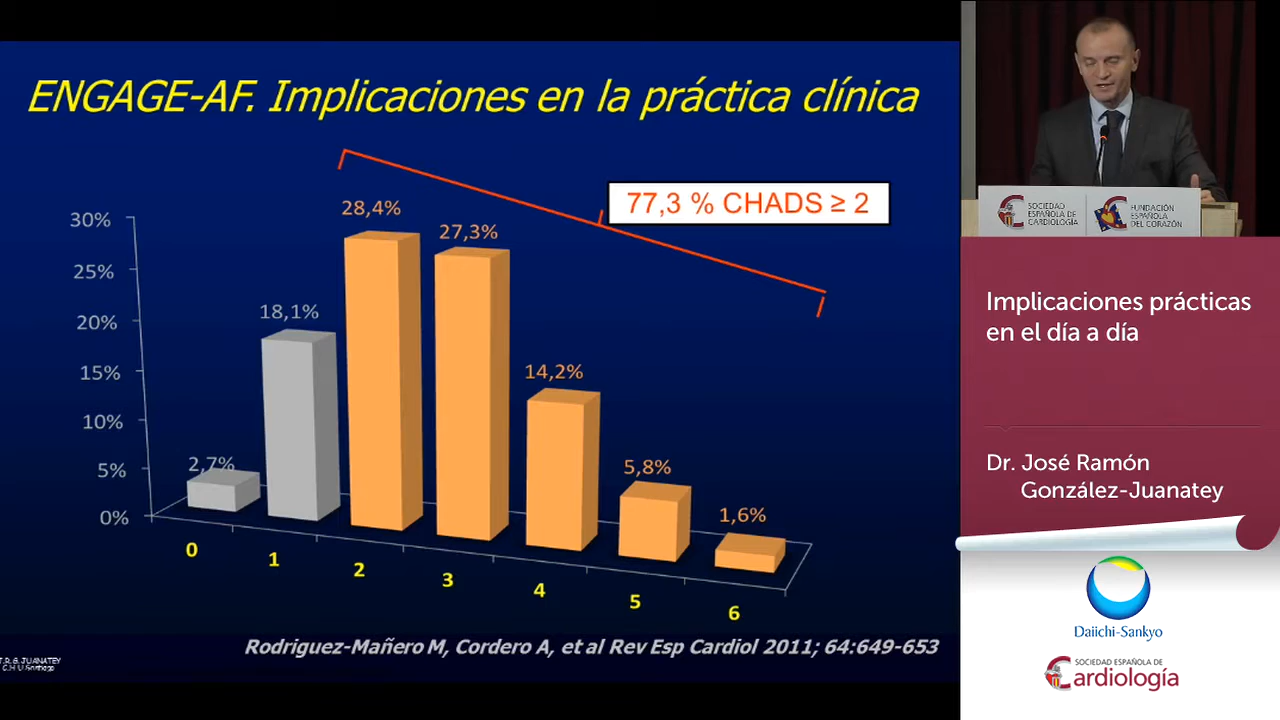 ENGAGE-AF. Implicaciones en la práctica clínica
77,3 % CHADS ≥ 2
30%
25%
20%
15%
10%
5%
0%
2,7%
18,1%
28,4%
27,3%
14,2%
5,8%
1,6%
0
1
2
3
4
5
6
Rodriguez-Mañero M, Cordero A, et al Rev Esp Cardiol 2011; 64:649-653
JUANATEY
SOCIEDAD
ESPAÑOLA DE
CARDIOLOGÍA
FUNDACIÓN
ESPAÑOLA
DEL CORAZÓN
Implicaciones prácticas
en el día a día
Dr. José Ramón
González-Juanatey
Daiichi-Sankyo
SOCIEDAD ESPAÑOLA DE
Cardiología